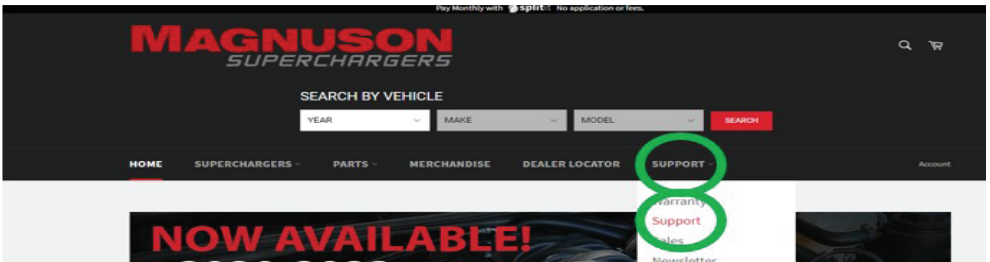 Pay Monthly with splitit No application or fees.
MAGNUSON
SUPERCHARGERS
SEARCH BY VEHICLE
YEAR MAKE MODEL SEARCH
HOME SUPERCHARGERS PARTS MERCHANDISE DEALER LOCATOR SUPPORT Account
Warranty
Support
Sales
Newsletter
NOW AVAILABLE!